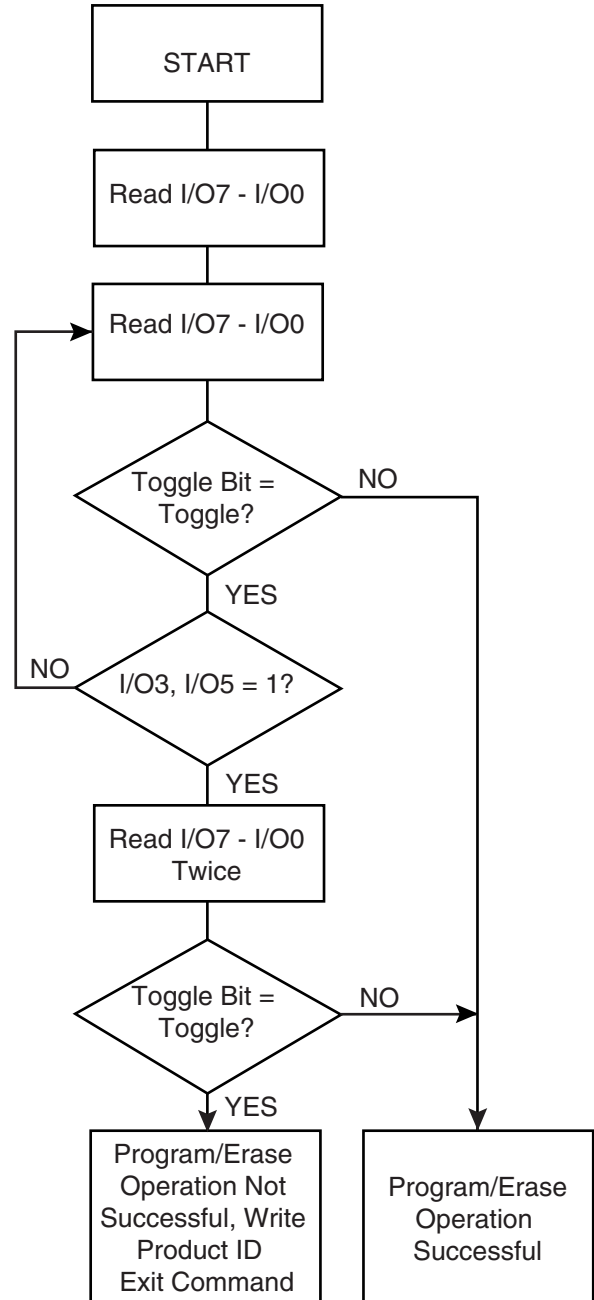 START
Read I/O7 - I/O0
Read I/O7 - I/O0
Toggle Bit =
Toggle?
NO
YES
I/O3, I/O5 = 1?
NO
YES
Read I/O7 - I/O0
Twice
Toggle Bit =
Toggle?
NO
YES
Program/Erase
Operation Not
Successful, Write
Product ID
Exit Command
Program/Erase
Operation
Successful